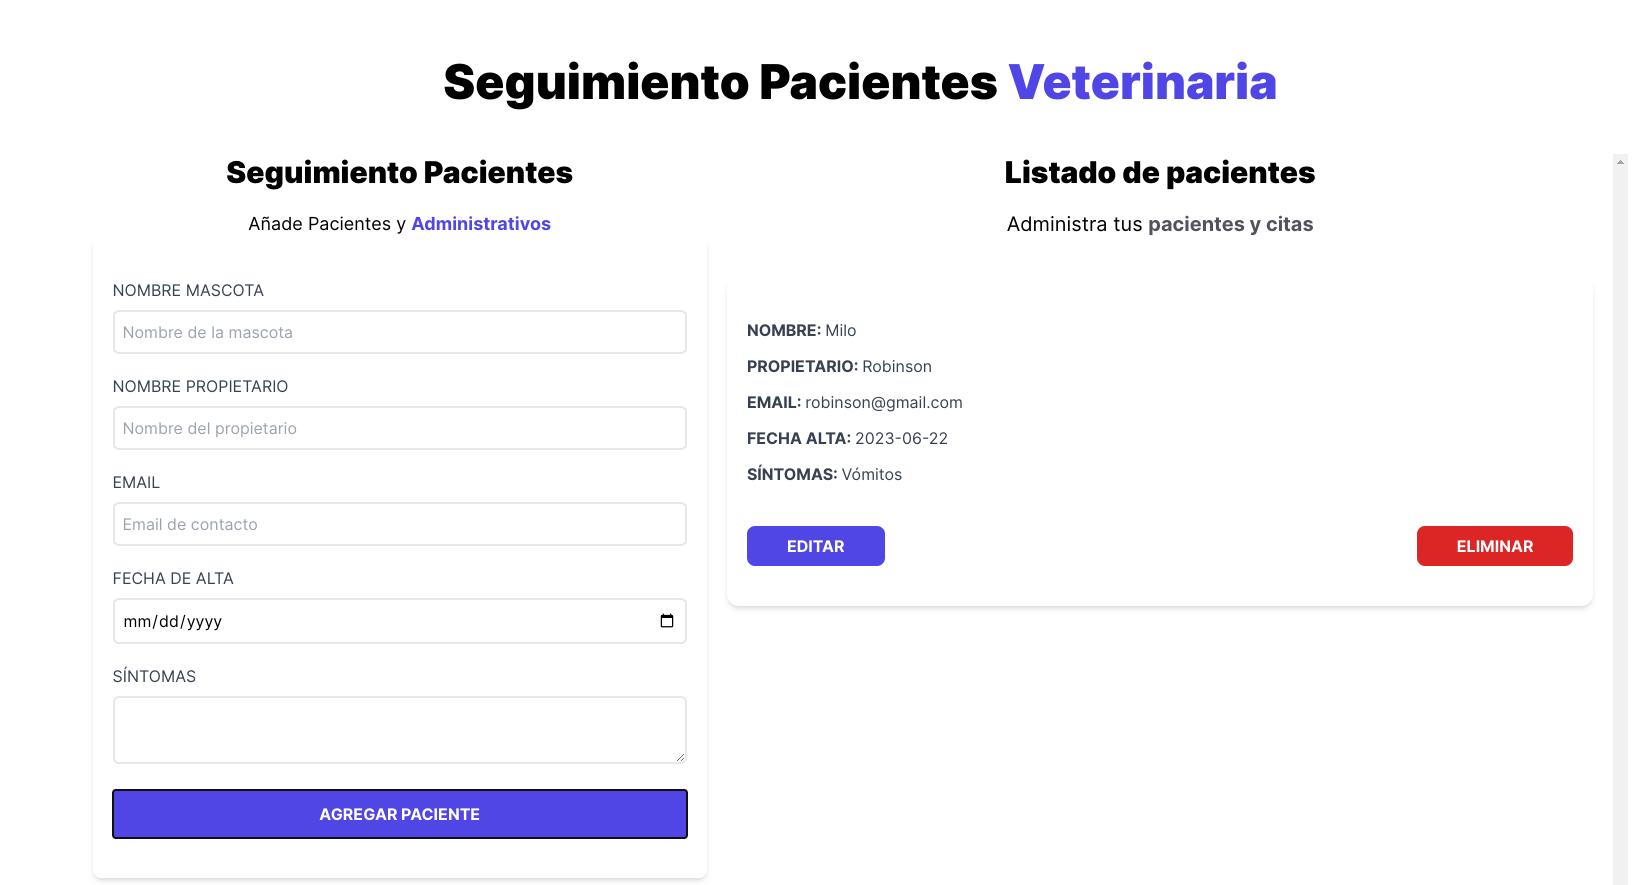 Seguimiento Pacientes Veterinaria
Seguimiento Pacientes
Añade Pacientes y Administrativos
NOMBRE MASCOTA
Nombre de la mascota
NOMBRE PROPIETARIO
Nombre del propietario
EMAIL
Email de contacto
FECHA DE ALTA
mm/dd/yyyy
SÍNTOMAS
AGREGAR PACIENTE
Listado de pacientes
Administra tus pacientes y citas
NOMBRE: Milo
PROPIETARIO: Robinson
EMAIL: robinson@gmail.com
FECHA ALTA: 2023-06-22
SÍNTOMAS: Vómitos
EDITAR
ELIMINAR